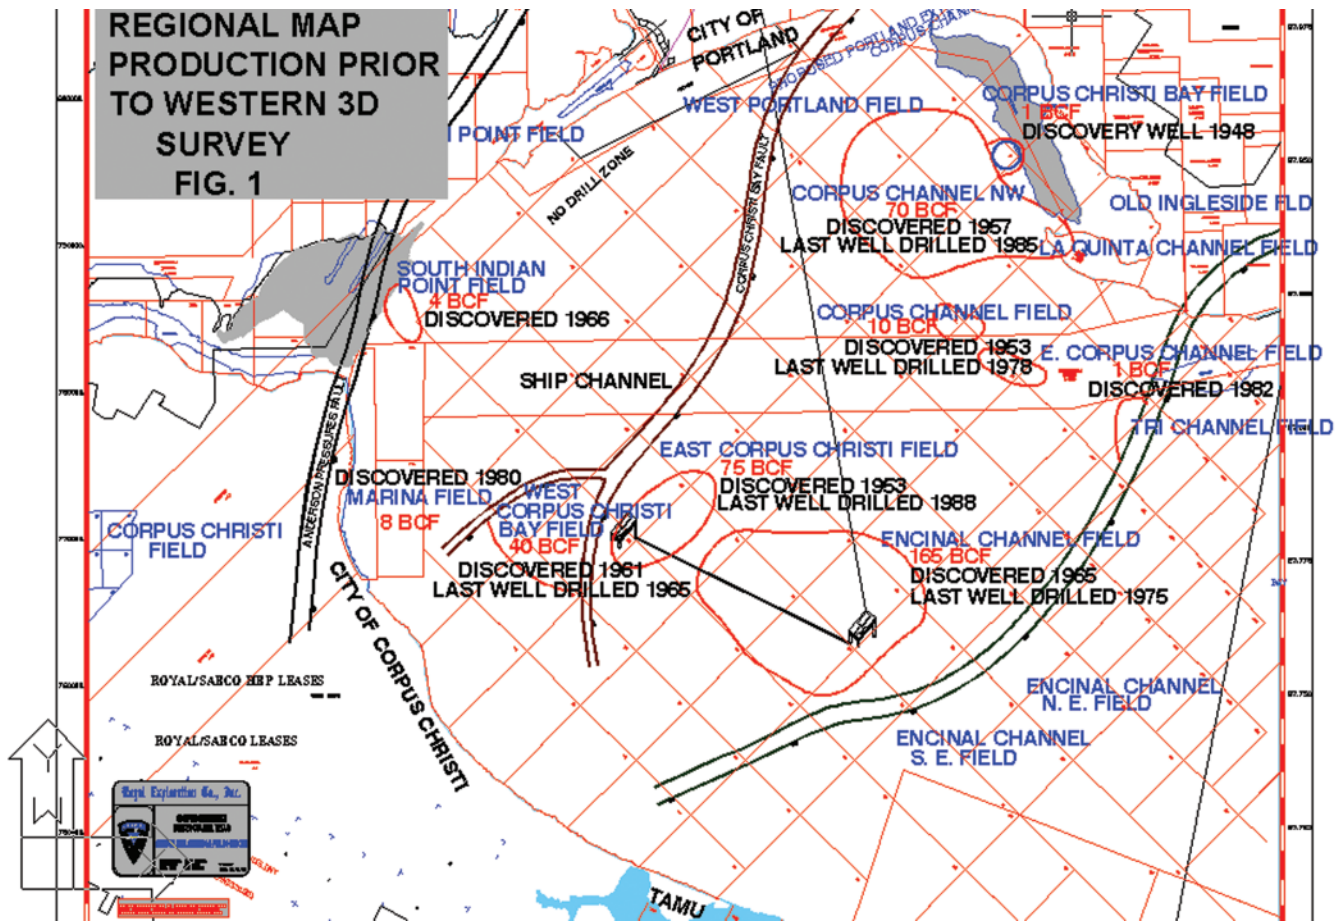 REGIONAL MAP
PRODUCTION PRIOR
TO WESTERN 3D
SURVEY
FIG. 1
CITY OF
PORTLAND
WEST PORTLAND FIELD
POINT FIELD
NO DRILL ZONE
CORPUS CHRISTI BAY FAULT
CORPUS CHRISTI BAY FIELD
1 BCF
DISCOVERY WELL 1948
CORPUS CHANNEL NW
70 BCF
DISCOVERED 1957
LAST WELL DRILLED 1985
OLD INGLESIDE FLD
LA QUINTA CHANNEL FIELD
SOUTH INDIAN
POINT FIELD
4 BCF
DISCOVERED 1966
CORPUS CHANNEL FIELD
10 BCF
DISCOVERED 1953
LAST WELL DRILLED 1978
E. CORPUS CHANNEL FIELD
1 BCF
DISCOVERED 1982
TRI CHANNEL FIELD
SHIP CHANNEL
ANDERSON PRESSURES FAULT
EAST CORPUS CHRISTI FIELD
75 BCF
DISCOVERED 1953
LAST WELL DRILLED 1988
DISCOVERED 1980
MARINA FIELD
8 BCF
WEST
CORPUS CHRISTI
BAY FIELD
40 BCF
DISCOVERED 1961
LAST WELL DRILLED 1965
CORPUS CHRISTI
FIELD
ENCINAL CHANNEL FIELD
165 BCF
DISCOVERED 1965
LAST WELL DRILLED 1975
CITY OF CORPUS CHRISTI
ROYAL/SABCO HBP LEASES
ROYAL/SABCO LEASES
ENCINAL CHANNEL
N. E. FIELD
ENCINAL CHANNEL
S. E. FIELD
Royal Exploration Co., Inc.
TAMU